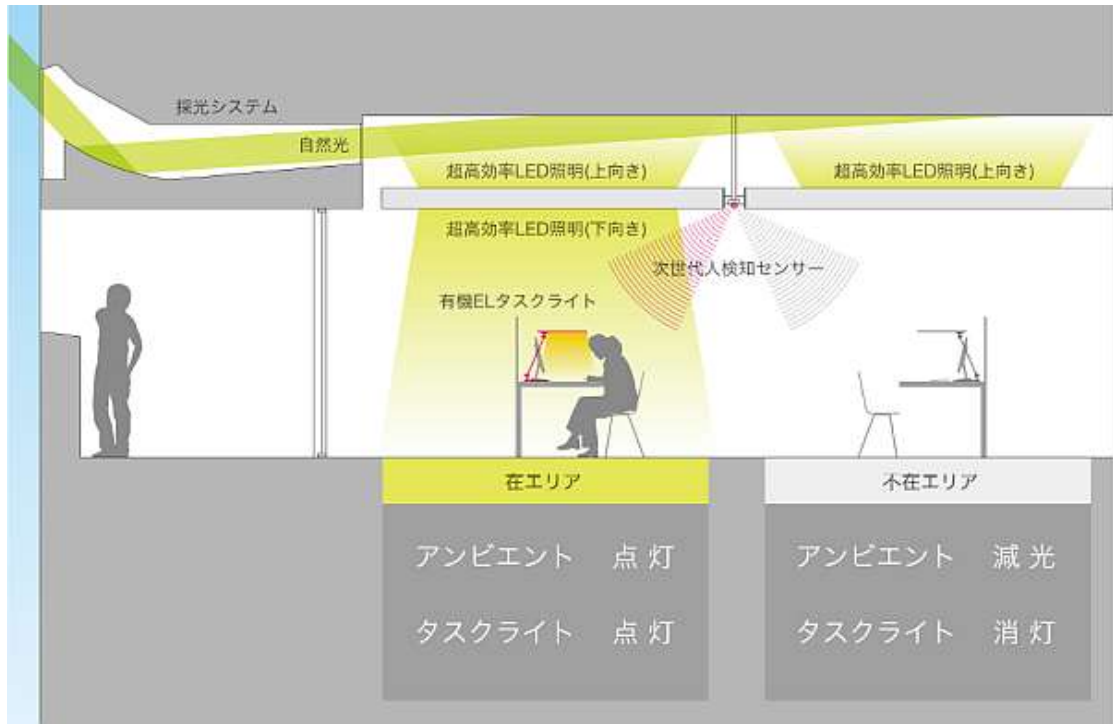 採光システム
自然光
超高効率LED照明(上向き)
超高効率LED照明(上向き)
超高効率LED照明(下向き)
次世代人検知センサー
有機ELタスクライト
在エリア
不在エリア
アンビエント 点灯
アンビエント 減光
タスクライト 点灯
タスクライト 消灯